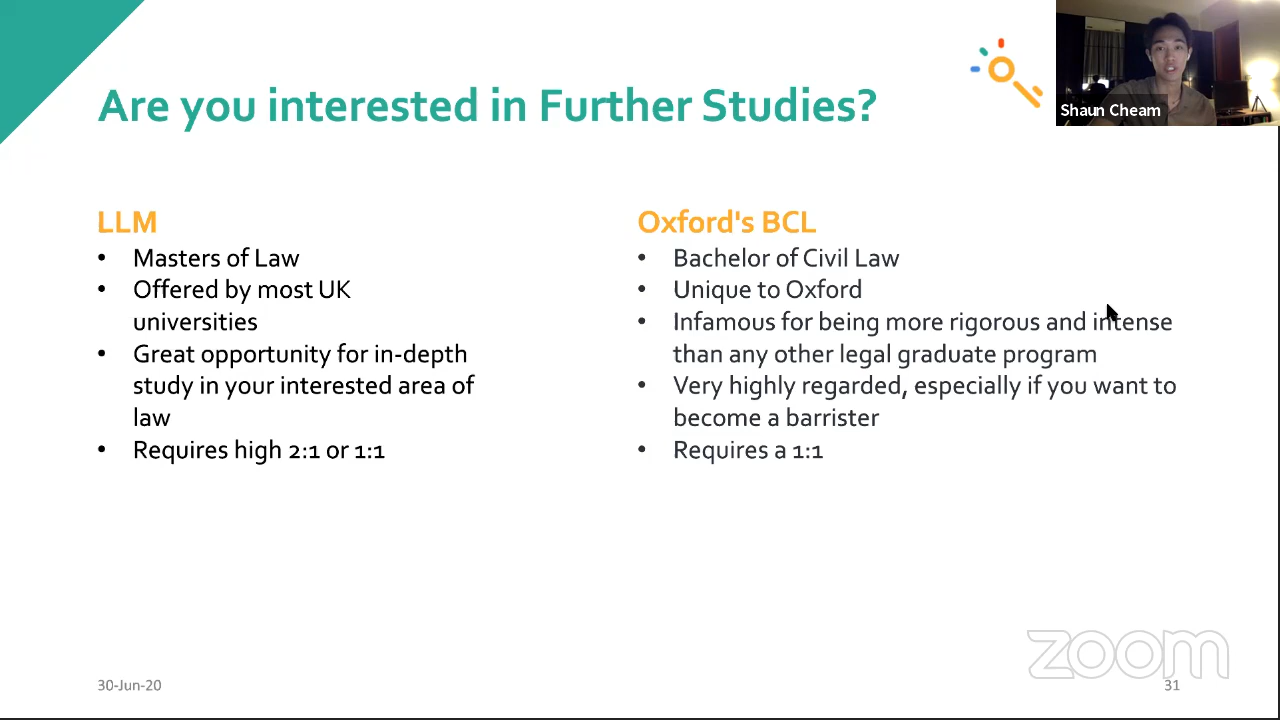 Are you interested in Further Studies?
Shaun Cheam
LLM
• Masters of Law
• Offered by most UK
universities
• Great opportunity for in-depth
study in your interested area of
law
• Requires high 2:1 or 1:1
Oxford's BCL
• Bachelor of Civil Law
• Unique to Oxford
• Infamous for being more rigorous and intense
than any other legal graduate program
• Very highly regarded, especially if you want to
become a barrister
• Requires a 1:1
zoom
30-Jun-20
31